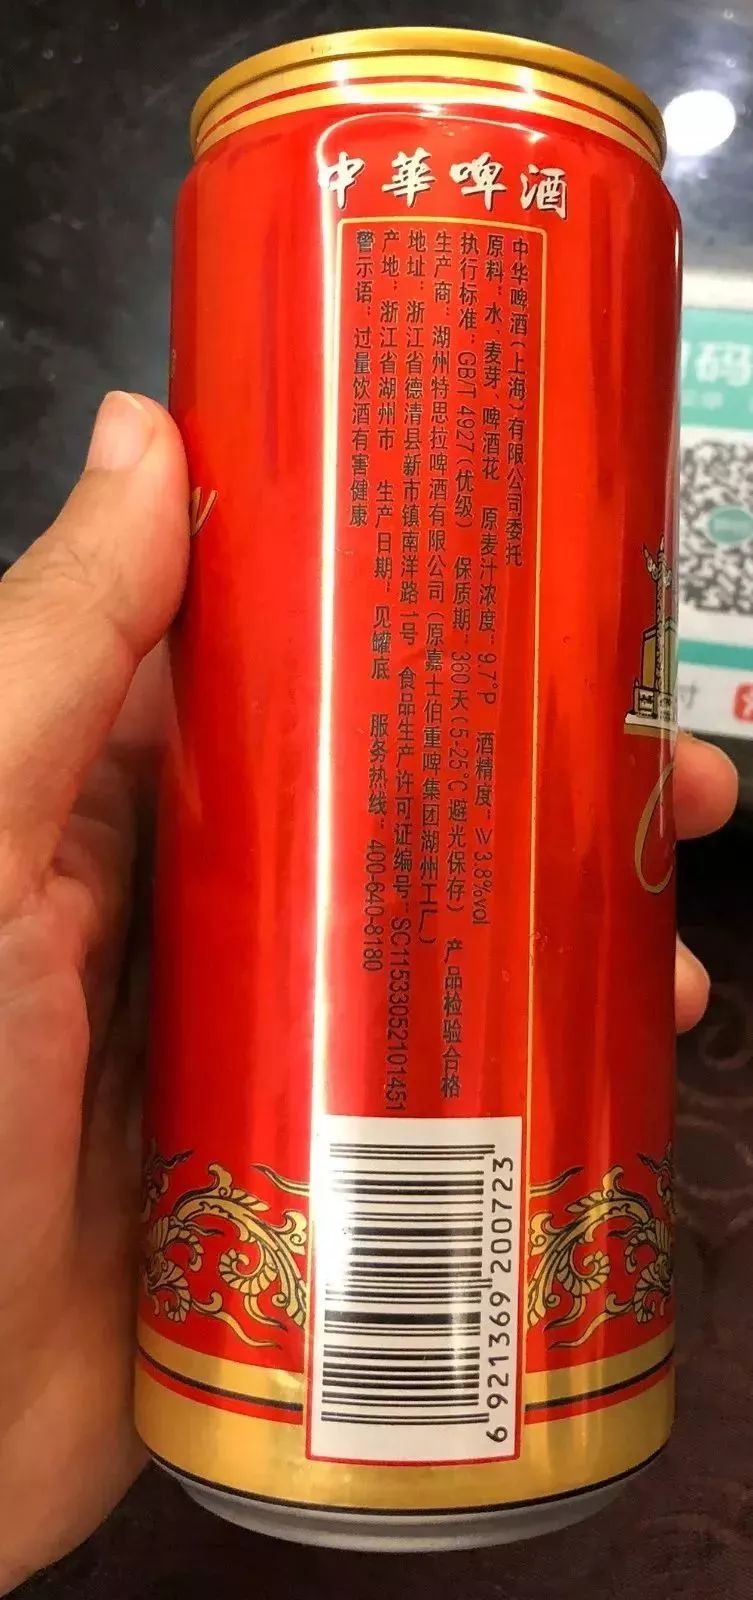 中華啤酒
中华啤酒(上海)有限公司委托
原料：水、麦芽、啤酒花 原麦汁浓度：9.7°P 酒精度：≥3.8%vol
执行标准：GB/T 4927(优级) 保质期：360天(5-25°C避光保存) 产品检验合格
生产商：湖州特思拉啤酒有限公司(原嘉士伯重啤集团湖州工厂)
地址：浙江省德清县新市镇南洋路1号 食品生产许可证编号：SC11533052101451
产地：浙江省湖州市 生产日期：见罐底 服务热线：400-640-8180
警示语：过量饮酒有害健康
6 921369 200723
码
付